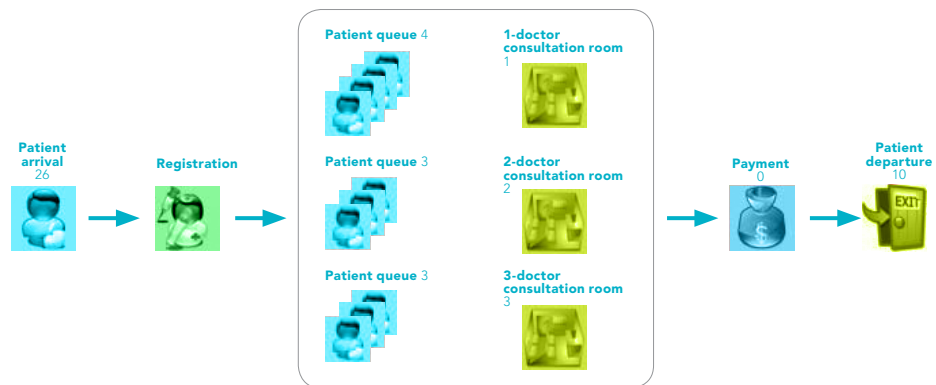 Patient
arrival
26
Registration
Patient queue 4
1-doctor
consultation room
1
Patient queue 3
2-doctor
consultation room
2
Patient queue 3
3-doctor
consultation room
3
Payment
0
$
Patient
departure
10
EXIT